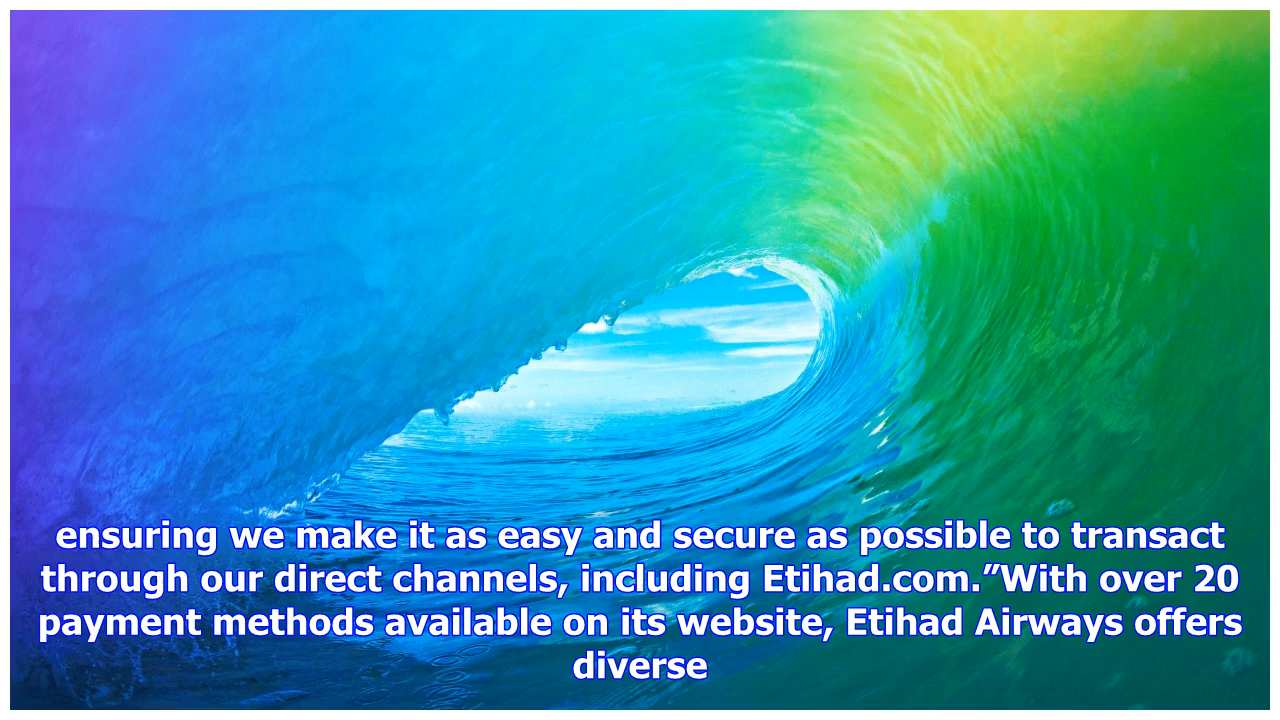 ensuring we make it as easy and secure as possible to transact
through our direct channels, including Etihad.com.”With over 20
payment methods available on its website, Etihad Airways offers
diverse